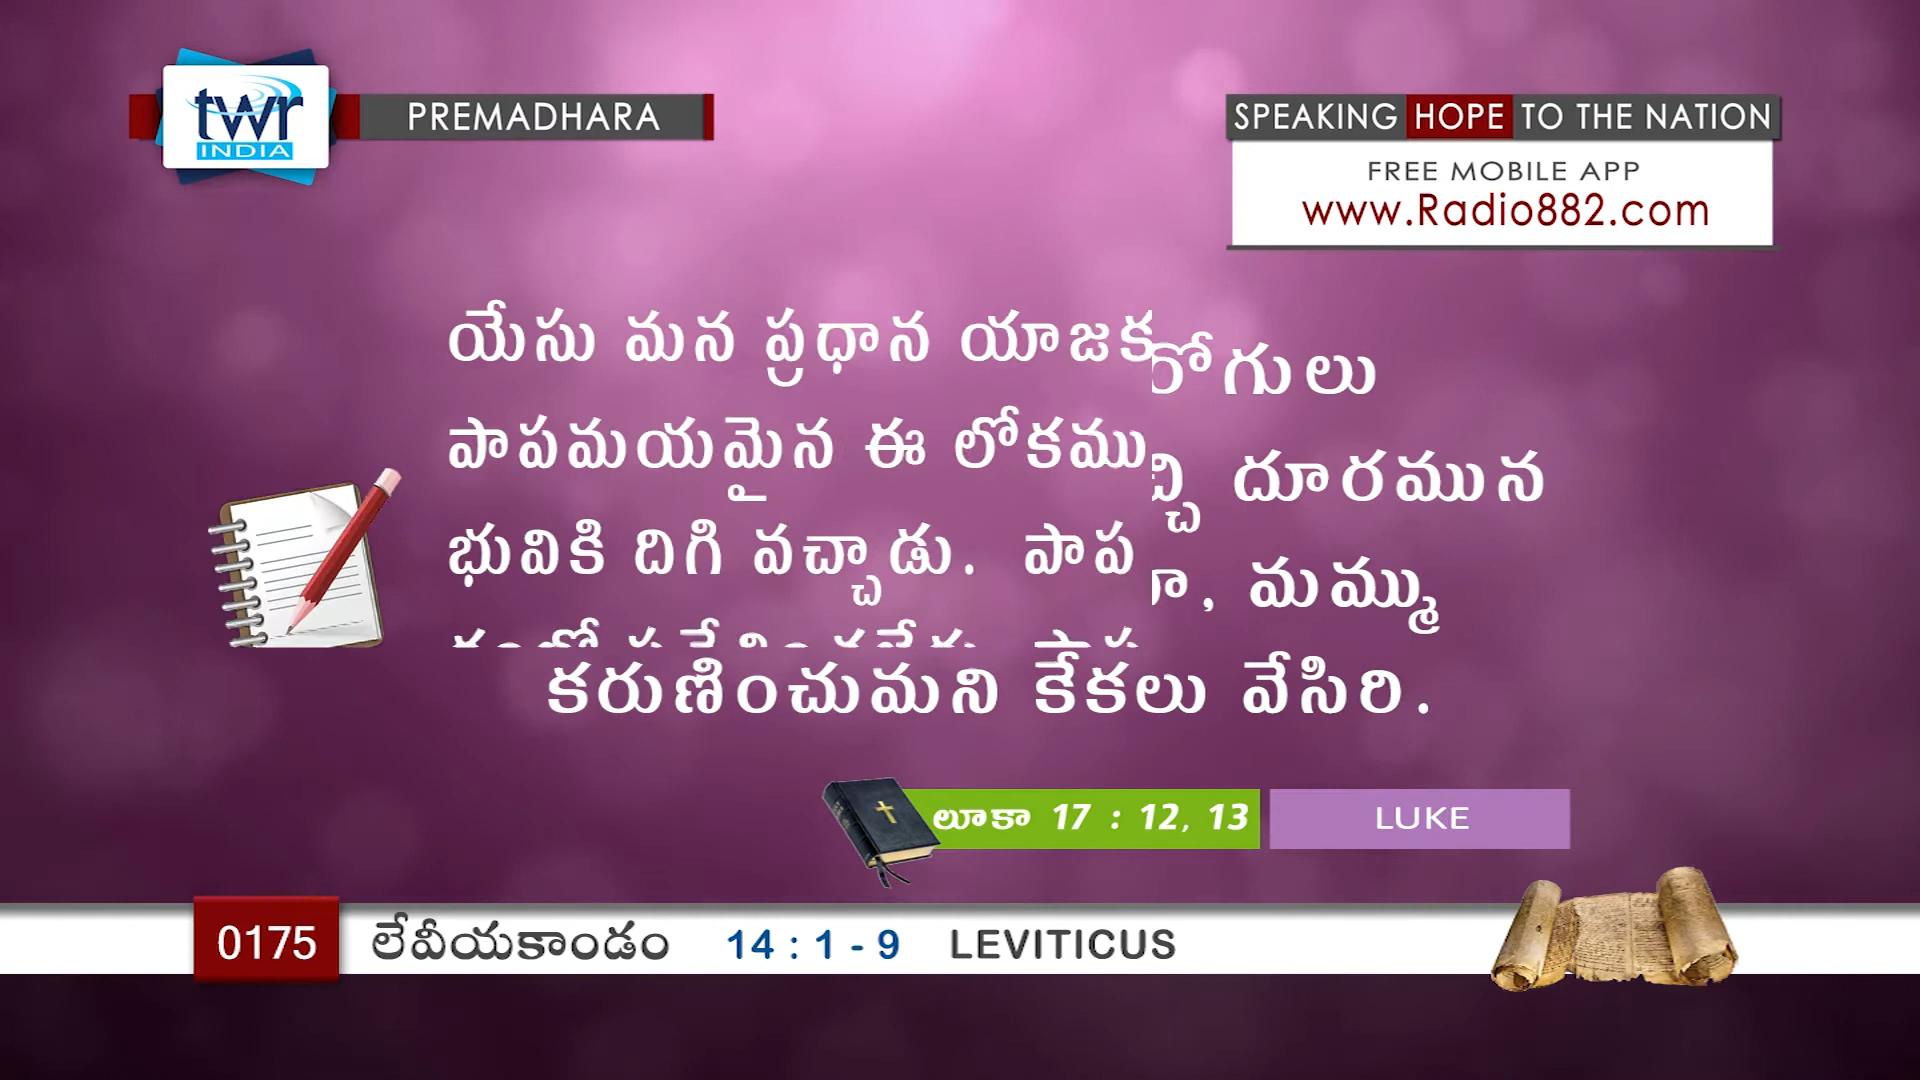 twr
INDIA
PREMADHARA
SPEAKING HOPE TO THE NATION
FREE MOBILE APP
www.Radio882.com
యేసు మన ప్రధాన యాజక
గులు
పాపమయమైన ఈ లోకము
దూరమున
భువికి దిగి వచ్చాడు. పాప
, మమ్ము
కరుణించుమని కేకలు వేసిరి.
లూకా 17 : 12, 13 LUKE
0175 లేవీయకాండం 14 : 1 - 9 LEVITICUS